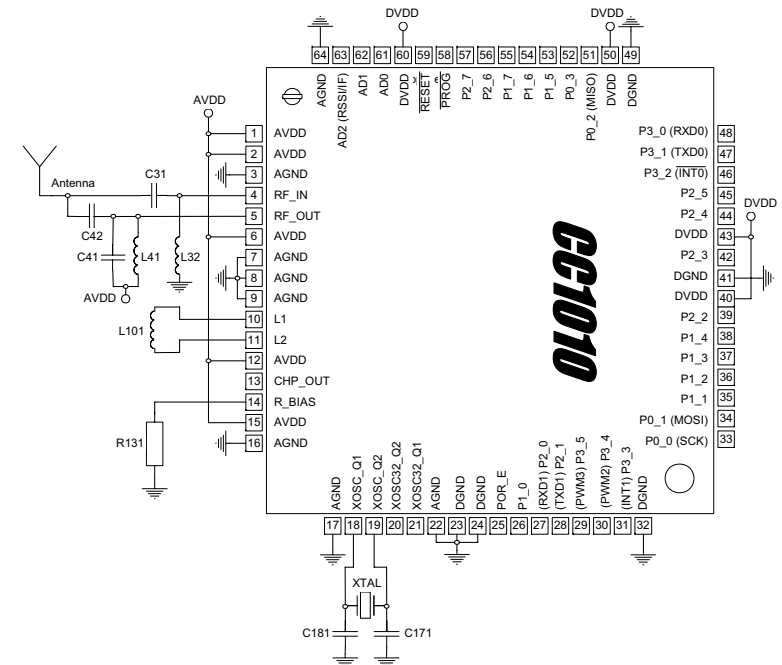 DVDD
DVDD
64 63 62 61 60 59 58 57 56 55 54 53 52 51 50 49
AGND
AD2 (RSSI/IF)
AD1
AD0
DVDD
RESET
PROG
P2_7
P2_6
P1_7
P1_6
P1_5
P0_3
P0_2 (MISO)
DVDD
DGND
AVDD
1 AVDD
2 AVDD
3 AGND
4 RF_IN
5 RF_OUT
6 AVDD
7 AGND
8 AGND
9 AGND
10 L1
11 L2
12 AVDD
13 CHP_OUT
14 R_BIAS
15 AVDD
16 AGND
Antenna
C31
C42
C41
L41
L32
AVDD
L101
R131
CC1010
P3_0 (RXD0) 48
P3_1 (TXD0) 47
P3_2 (INT0) 46
P2_5 45
P2_4 44
DVDD 43
P2_3 42
DGND 41
DVDD 40
P2_2 39
P1_4 38
P1_3 37
P1_2 36
P1_1 35
P0_1 (MOSI) 34
P0_0 (SCK) 33
DVDD
AGND
XOSC_Q1
XOSC_Q2
XOSC32_Q2
XOSC32_Q1
AGND
DGND
DGND
POR_E
P1_0
(RXD1) P2_0
(TXD1) P2_1
(PWM3) P3_5
(PWM2) P3_4
(INT1) P3_3
DGND
17 18 19 20 21 22 23 24 25 26 27 28 29 30 31 32
XTAL
C181
C171